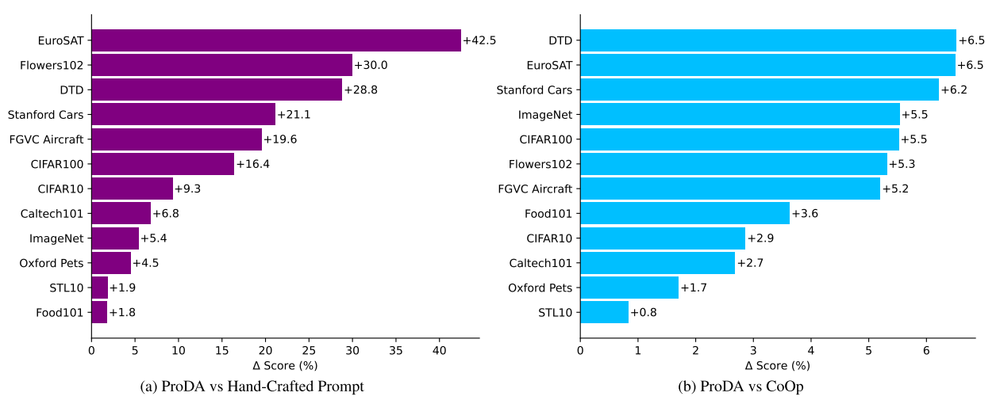 EuroSAT +42.5
Flowers102 +30.0
DTD +28.8
Stanford Cars +21.1
FGVC Aircraft +19.6
CIFAR100 +16.4
CIFAR10 +9.3
Caltech101 +6.8
ImageNet +5.4
Oxford Pets +4.5
STL10 +1.9
Food101 +1.8
0 5 10 15 20 25 30 35 40
Δ Score (%)
(a) ProDA vs Hand-Crafted Prompt
DTD +6.5
EuroSAT +6.5
Stanford Cars +6.2
ImageNet +5.5
CIFAR100 +5.5
Flowers102 +5.3
FGVC Aircraft +5.2
Food101 +3.6
CIFAR10 +2.9
Caltech101 +2.7
Oxford Pets +1.7
STL10 +0.8
0 1 2 3 4 5 6
Δ Score (%)
(b) ProDA vs CoOp